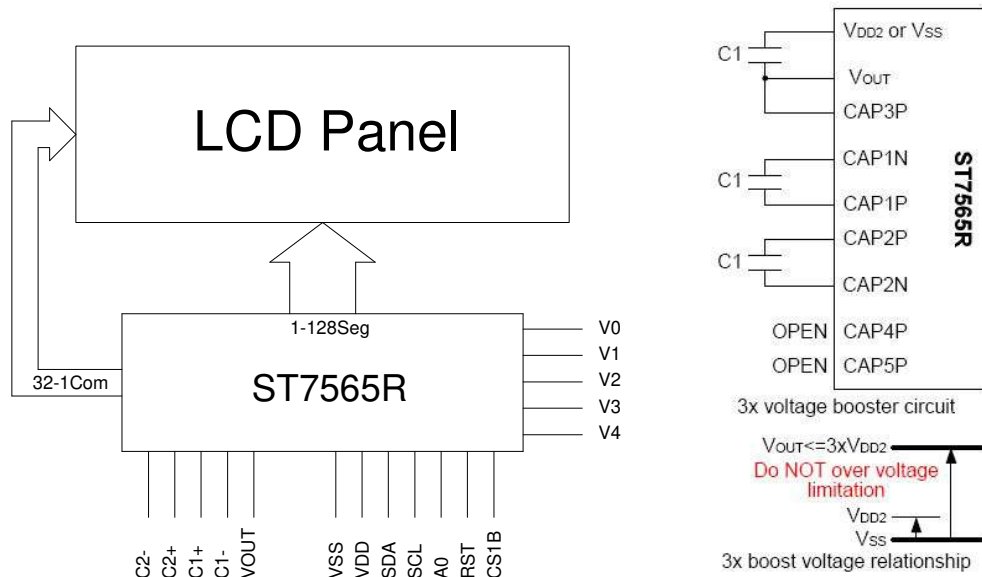 LCD Panel
1-128Seg
32-1Com
ST7565R
V0
V1
V2
V3
V4
C2-
C2+
C1+
C1-
VOUT
VSS
VDD
SDA
SCL
A0
RST
CS1B
VDD2 or VSS
C1
VOUT
CAP3P
CAP1N
C1
CAP1P
CAP2P
C1
CAP2N
OPEN CAP4P
OPEN CAP5P
ST7565R
3x voltage booster circuit
VOUT<=3xVDD2
Do NOT over voltage
limitation
VDD2
VSS
3x boost voltage relationship